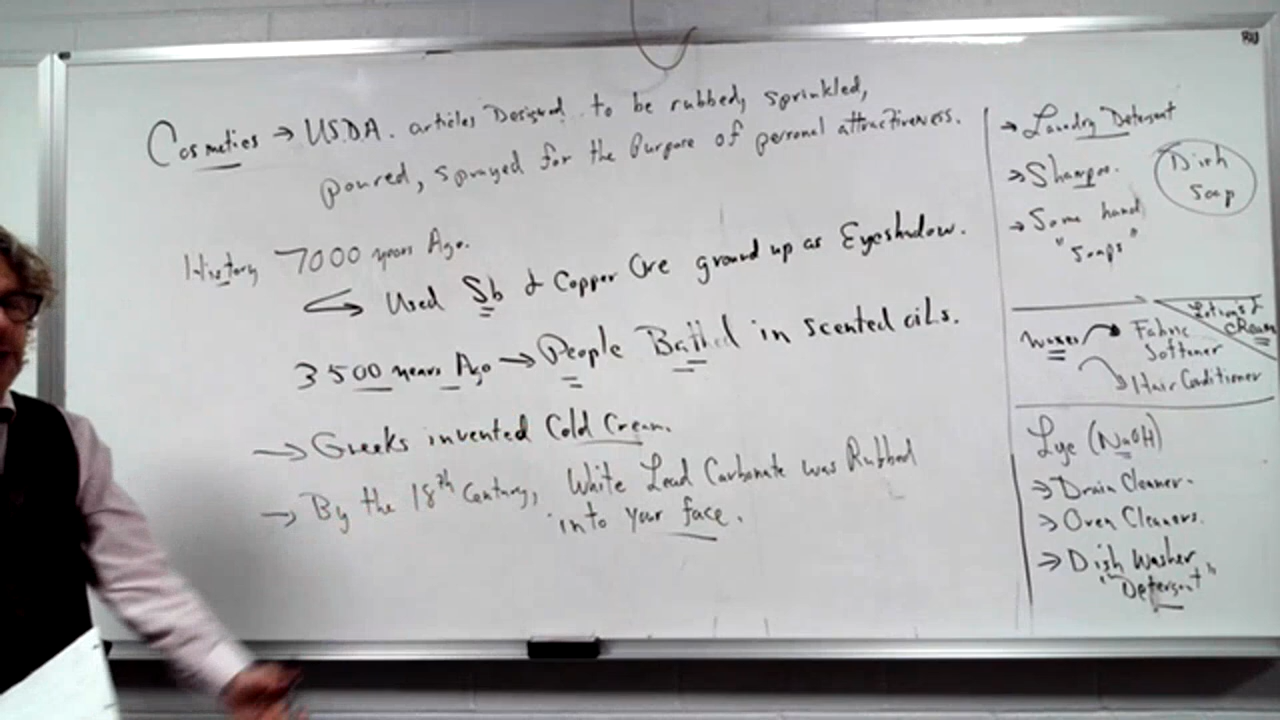 Cosmetics → USDA. articles Designed to be rubbed, sprinkled,
poured, sprayed for the Purpose of personal attractiveness.
History 7000 years Ago.
Used Sb & Copper Ore ground up as Eyeshadow.
3500 years Ago → People Bathed in scented oils.
→ Greeks invented Cold Cream.
→ By the 18th Century, White Lead Carbonate was Rubbed
into your face.
→ Laundry Detergent
→ Shampoo.
→ Some hand
"Soaps"
Dish
Soap
Waxes → Fabric
Softener
→ Hair Conditioner
Lotions &
CReams
Lye (NaOH)
→ Drain Cleaner.
→ Oven Cleaners.
→ Dish Washer
"Detergent"